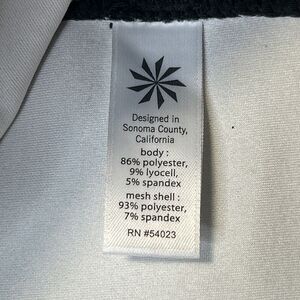 Designed in
Sonoma County,
California
body :
86% polyester,
9% lyocell,
5% spandex
mesh shell :
93% polyester,
7% spandex
RN #54023